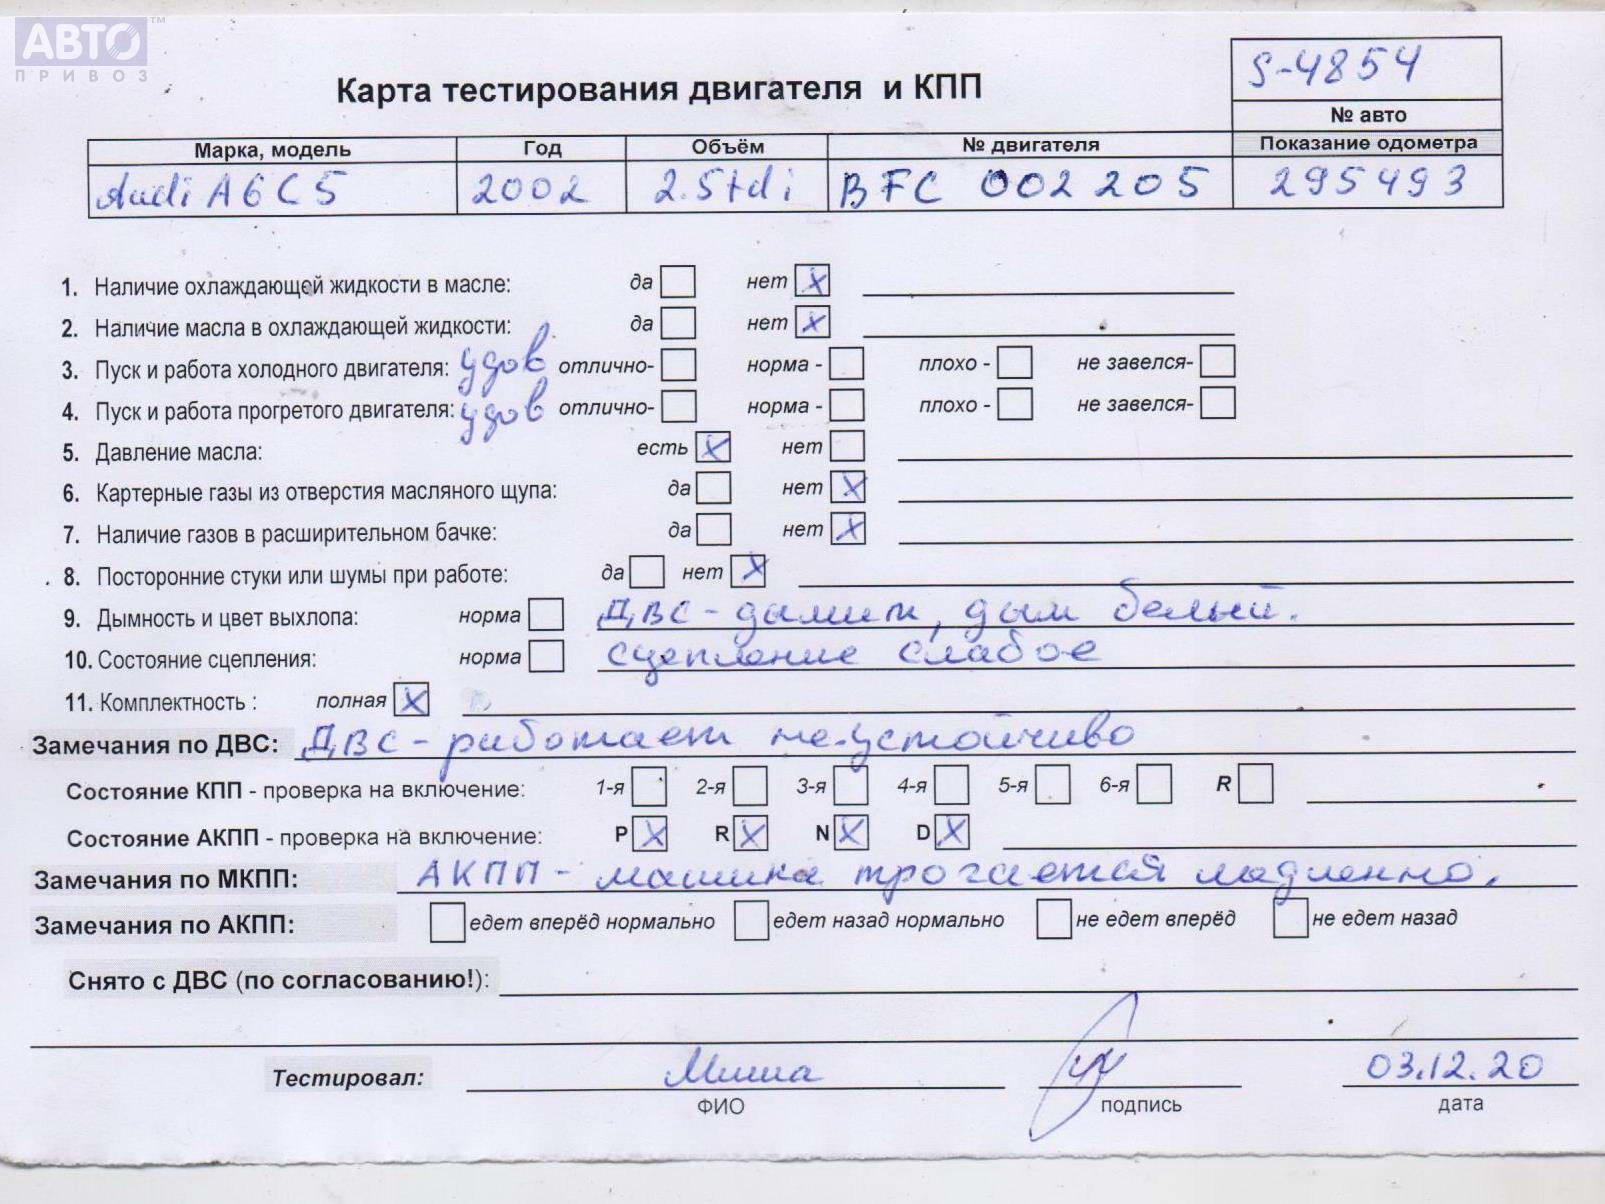 АВТО™
ПРИВОЗ
S-4854
Карта тестирования двигателя и КПП
№ авто
Марка, модель Год Объём № двигателя Показание одометра
Audi A6 C5 2002 2.5tdi BFC 002205 295493
1. Наличие охлаждающей жидкости в масле: да нет X
2. Наличие масла в охлаждающей жидкости: да нет X
3. Пуск и работа холодного двигателя: удов отлично- норма - плохо - не завелся-
4. Пуск и работа прогретого двигателя: удов отлично- норма - плохо - не завелся-
5. Давление масла: есть X нет
6. Картерные газы из отверстия масляного щупа: да нет X
7. Наличие газов в расширительном бачке: да нет X
8. Посторонние стуки или шумы при работе: да нет X
9. Дымность и цвет выхлопа: норма ДВС - дымит, дым белый.
10. Состояние сцепления: норма сцепление слабое
11. Комплектность : полная X
Замечания по ДВС: ДВС - работает не устойчиво
Состояние КПП - проверка на включение: 1-я 2-я 3-я 4-я 5-я 6-я R
Состояние АКПП - проверка на включение: P X R X N X D X
Замечания по МКПП: АКПП - машина трогается медленно.
Замечания по АКПП: едет вперёд нормально едет назад нормально не едет вперёд не едет назад
Снято с ДВС (по согласованию!):
Тестировал: Миша 03.12.20
ФИО подпись дата